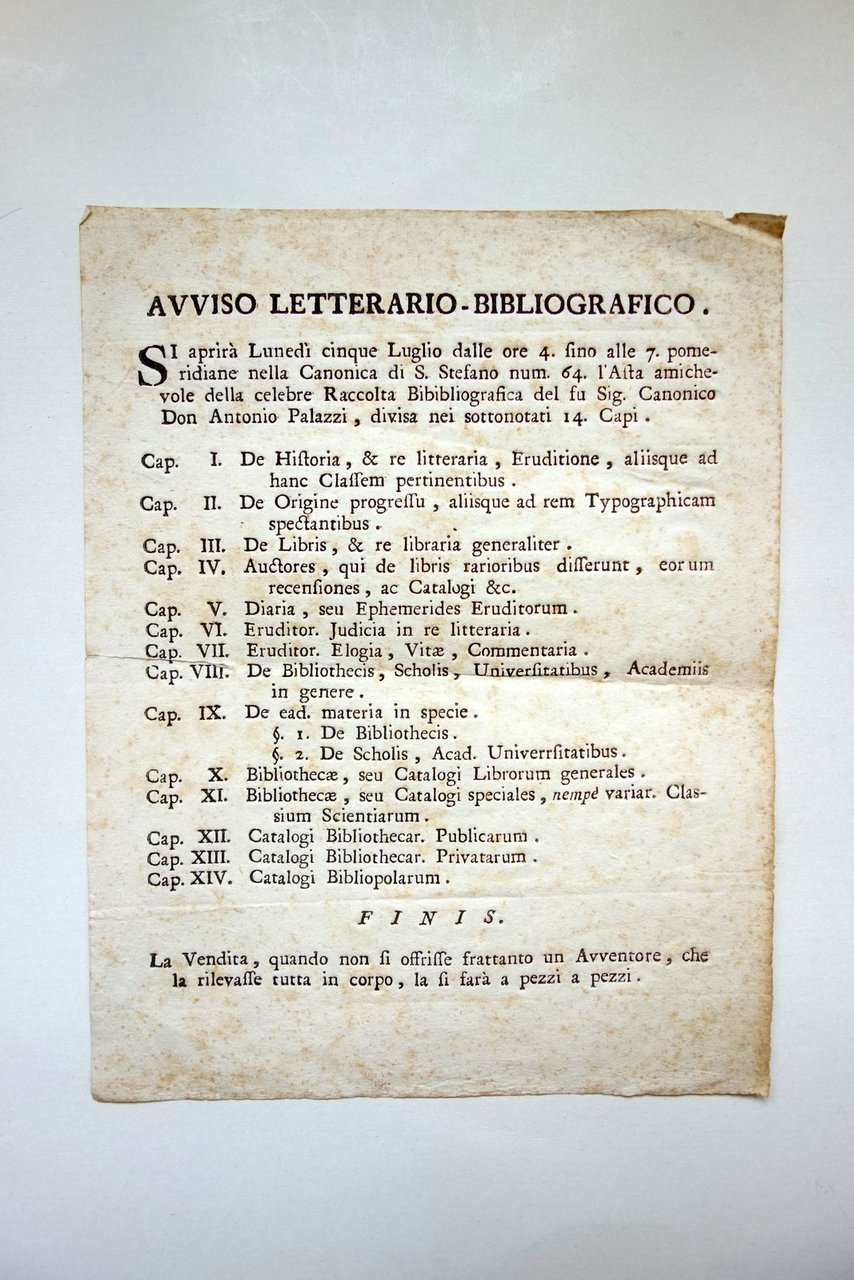 AVVISO LETTERARIO-BIBLIOGRAFICO.
SI aprirà Lunedì cinque Luglio dalle ore 4. ſino alle 7. pome-
ridiane nella Canonica di S. Stefano num. 64. l'Aſta amiche-
vole della celebre Raccolta Bibibliografica del fu Sig. Canonico
Don Antonio Palazzi, divisa nei sottonotati 14. Capi.
Cap. I. De Hiſtoria, & re litteraria, Eruditione, aliisque ad
hanc Claſſem pertinentibus.
Cap. II. De Origine progreſſu, aliisque ad rem Typographicam
spectantibus.
Cap. III. De Libris, & re libraria generaliter.
Cap. IV. Auctores, qui de libris rarioribus diſſerunt, eorum
recenſiones, ac Catalogi &c.
Cap. V. Diaria, seu Ephemerides Eruditorum.
Cap. VI. Eruditor. Judicia in re litteraria.
Cap. VII. Eruditor. Elogia, Vitæ, Commentaria.
Cap. VIII. De Bibliothecis, Scholis, Univerſitatibus, Academiis
in genere.
Cap. IX. De ead. materia in specie.
§. 1. De Bibliothecis.
§. 2. De Scholis, Acad. Univerrſitatibus.
Cap. X. Bibliothecæ, seu Catalogi Librorum generales.
Cap. XI. Bibliothecæ, seu Catalogi speciales, nempè variar. Clas-
sium Scientiarum.
Cap. XII. Catalogi Bibliothecar. Publicarum.
Cap. XIII. Catalogi Bibliothecar. Privatarum.
Cap. XIV. Catalogi Bibliopolarum.
FINIS.
La Vendita, quando non ſi offriſſe frattanto un Avventore, che
la rilevaſſe tutta in corpo, la ſi farà a pezzi a pezzi.